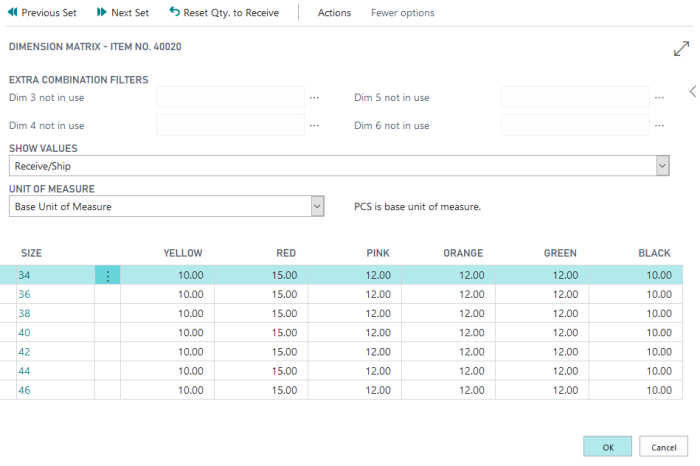 Previous Set Next Set Reset Qty. to Receive Actions Fewer options
DIMENSION MATRIX - ITEM NO. 40020
EXTRA COMBINATION FILTERS
Dim 3 not in use ... Dim 5 not in use ...
Dim 4 not in use ... Dim 6 not in use ...
SHOW VALUES
Receive/Ship
UNIT OF MEASURE
Base Unit of Measure PCS is base unit of measure.
SIZE YELLOW RED PINK ORANGE GREEN BLACK
34 10.00 15.00 12.00 12.00 12.00 10.00
36 10.00 15.00 12.00 12.00 12.00 10.00
38 10.00 15.00 12.00 12.00 12.00 10.00
40 10.00 15.00 12.00 12.00 12.00 10.00
42 10.00 15.00 12.00 12.00 12.00 10.00
44 10.00 15.00 12.00 12.00 12.00 10.00
46 10.00 15.00 12.00 12.00 12.00 10.00
OK Cancel